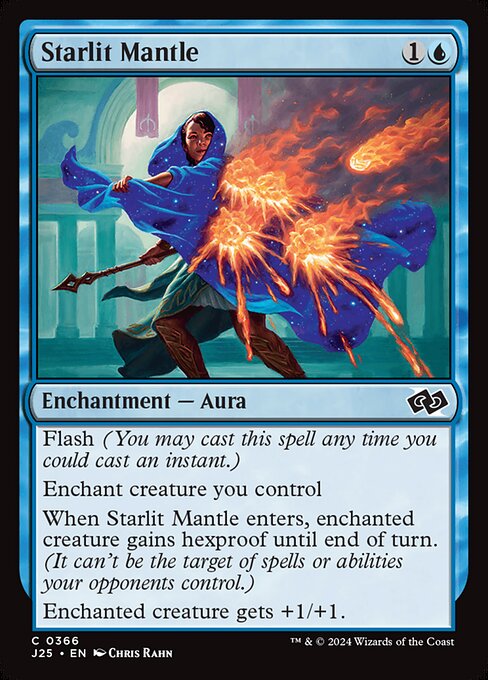 Starlit Mantle 1
Enchantment — Aura
Flash (You may cast this spell any time you
could cast an instant.)
Enchant creature you control
When Starlit Mantle enters, enchanted
creature gains hexproof until end of turn.
(It can't be the target of spells or abilities
your opponents control.)
Enchanted creature gets +1/+1.
C 0366
J25 • EN Chris Rahn
™ & © 2024 Wizards of the Coast